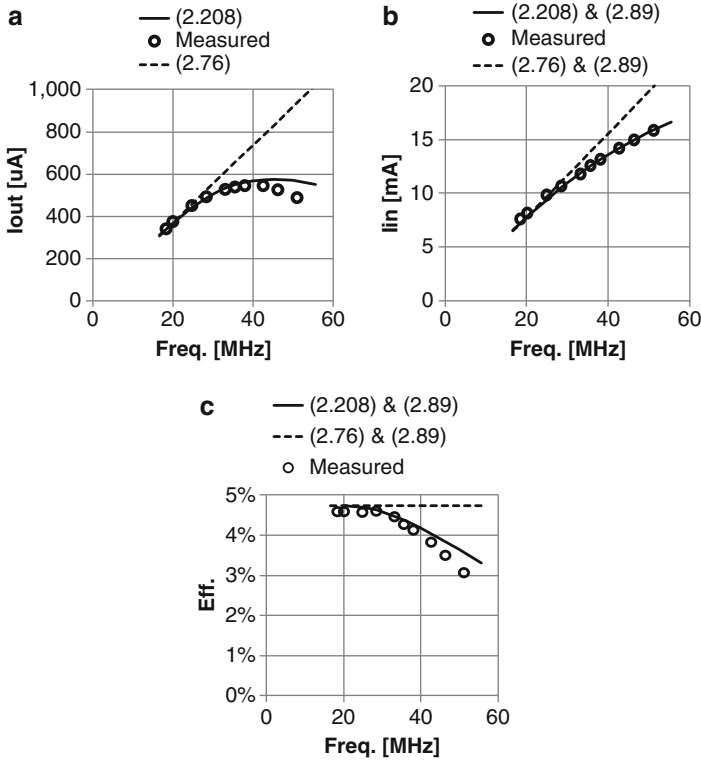 a
(2.208)
Measured
(2.76)
1,000
800
600
400
200
0
Iout [uA]
0 20 40 60
Freq. [MHz]
b
(2.208) & (2.89)
Measured
(2.76) & (2.89)
20
15
10
5
0
Iin [mA]
0 20 40 60
Freq. [MHz]
c
(2.208) & (2.89)
(2.76) & (2.89)
Measured
5%
4%
3%
2%
1%
0%
Eff.
0 20 40 60
Freq. [MHz]